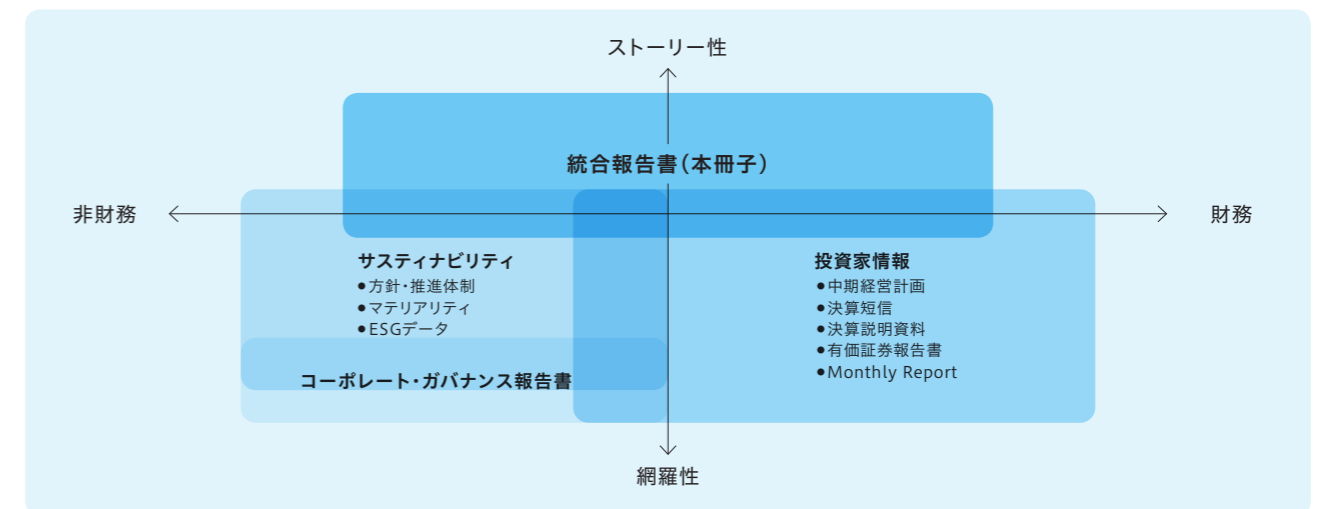 ストーリー性
統合報告書(本冊子)
非財務
財務
サスティナビリティ
●方針・推進体制
●マテリアリティ
●ESGデータ
コーポレート・ガバナンス報告書
投資家情報
●中期経営計画
●決算短信
●決算説明資料
●有価証券報告書
●Monthly Report
網羅性